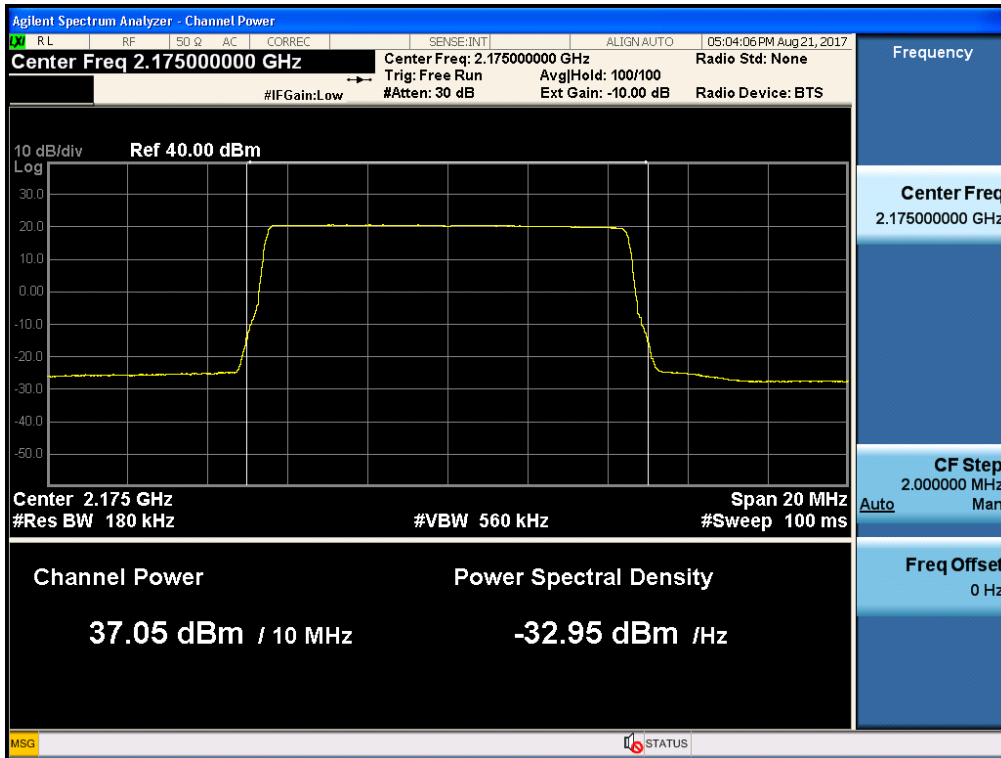 Agilent Spectrum Analyzer - Channel Power
LXI RL RF 50 Ω AC CORREC SENSE:INT ALIGN AUTO 05:04:06 PM Aug 21, 2017
Center Freq 2.175000000 GHz
#IFGain:Low
Center Freq: 2.175000000 GHz
Trig: Free Run Avg|Hold: 100/100
#Atten: 30 dB Ext Gain: -10.00 dB
Radio Std: None
Radio Device: BTS
10 dB/div Ref 40.00 dBm
Log
30.0
20.0
10.0
0.00
-10.0
-20.0
-30.0
-40.0
-50.0
Center 2.175 GHz Span 20 MHz
#Res BW 180 kHz #VBW 560 kHz #Sweep 100 ms
Channel Power Power Spectral Density
37.05 dBm / 10 MHz -32.95 dBm /Hz
Frequency
Center Freq
2.175000000 GHz
CF Step
2.000000 MHz
Auto Man
Freq Offset
0 Hz
MSG STATUS